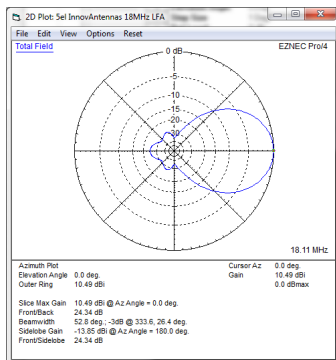 2D Plot: 5el InnovAntennas 18MHz LFA
File Edit View Options Reset
Total Field
0 dB
EZNEC Pro/4
-5
-10
-15
-20
-30
18.11 MHz
Azimuth Plot
Elevation Angle 0.0 deg.
Outer Ring 10.49 dBi
Cursor Az 0.0 deg.
Gain 10.49 dBi
0.0 dBmax
Slice Max Gain 10.49 dBi @ Az Angle = 0.0 deg.
Front/Back 24.34 dB
Beamwidth 52.8 deg.; -3dB @ 333.6, 26.4 deg.
Sidelobe Gain -13.85 dBi @ Az Angle = 180.0 deg.
Front/Sidelobe 24.34 dB